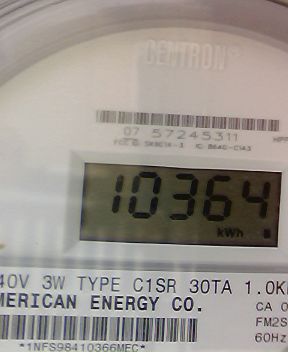 CENTRON®
07 57245311
10364
kWh
40V 3W TYPE C1SR 30TA 1.0K
MERICAN ENERGY CO.
CA 0
FM2S
60Hz
*1NFS98410366MEC*